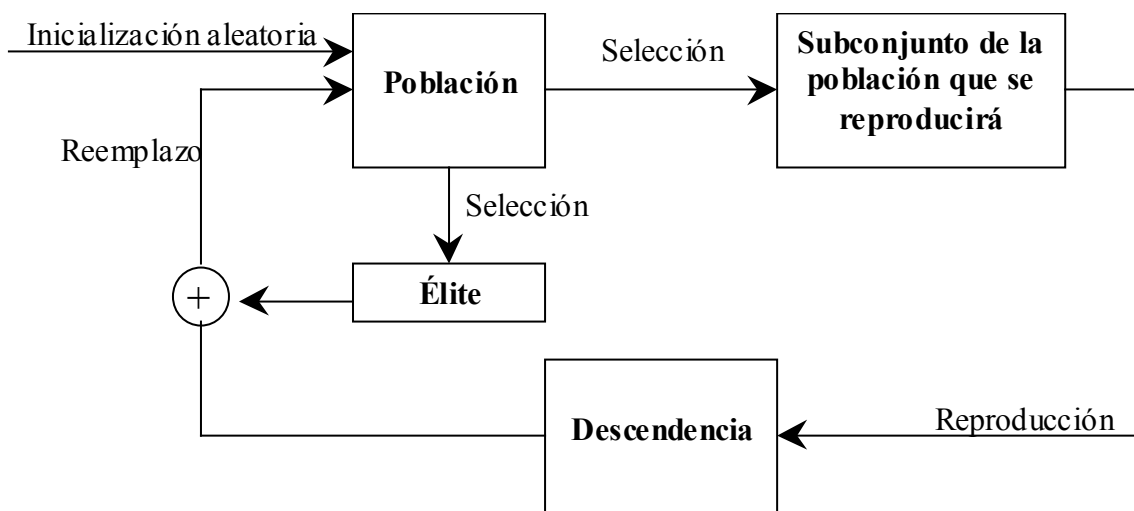 Inicialización aleatoria
Población
Selección
Subconjunto de la
población que se
reproducirá
Reemplazo
Selección
Élite
+
Descendencia
Reproducción